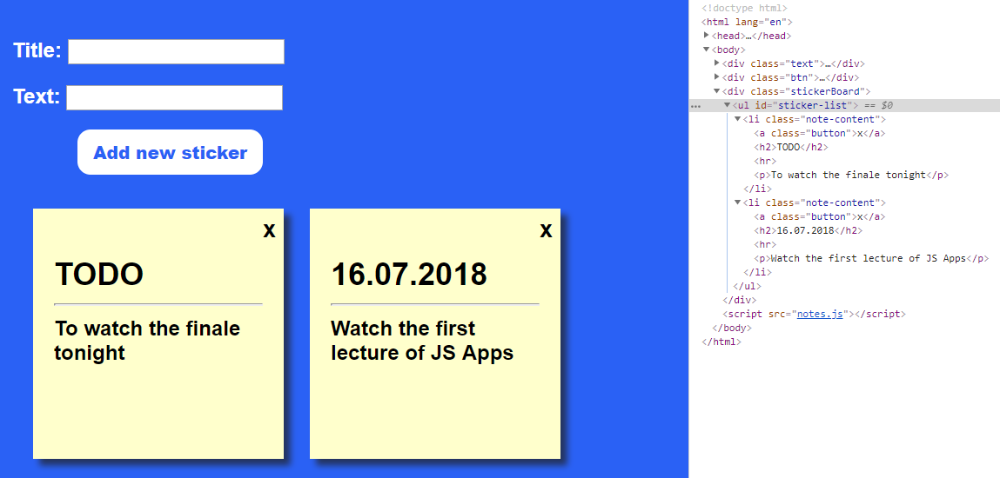 Title:
Text:
Add new sticker
x
TODO
To watch the finale
tonight
x
16.07.2018
Watch the first
lecture of JS Apps
<!doctype html>
<html lang="en">
<head>…</head>
<body>
<div class="text">…</div>
<div class="btn">…</div>
<div class="stickerBoard">
... <ul id="sticker-list"> == $0
<li class="note-content">
<a class="button">x</a>
<h2>TODO</h2>
<hr>
<p>To watch the finale tonight</p>
</li>
<li class="note-content">
<a class="button">x</a>
<h2>16.07.2018</h2>
<hr>
<p>Watch the first lecture of JS Apps</p>
</li>
</ul>
</div>
<script src="notes.js"></script>
</body>
</html>